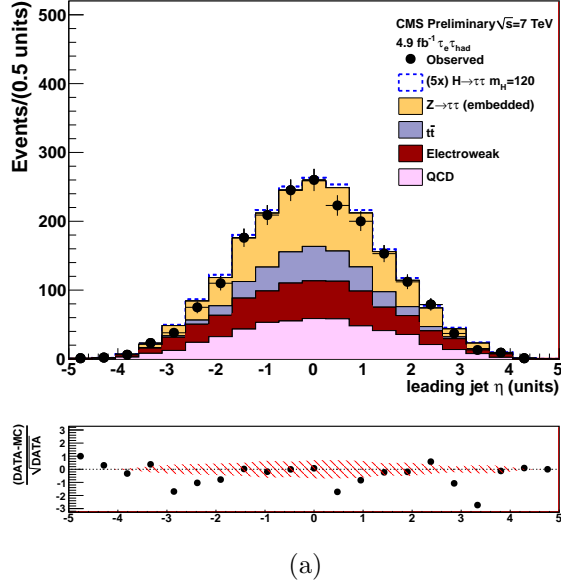 CMS Preliminary√s=7 TeV
4.9 fb⁻¹ τₑτ_had
Observed
(5x) H→ττ m_H=120
Z→ττ (embedded)
tt̄
Electroweak
QCD
Events/(0.5 units)
500
400
300
200
100
0
-5 -4 -3 -2 -1 0 1 2 3 4 5
leading jet η (units)
(DATA-MC)
√DATA
3
2
1
0
-1
-2
-3
-5 -4 -3 -2 -1 0 1 2 3 4 5
(a)